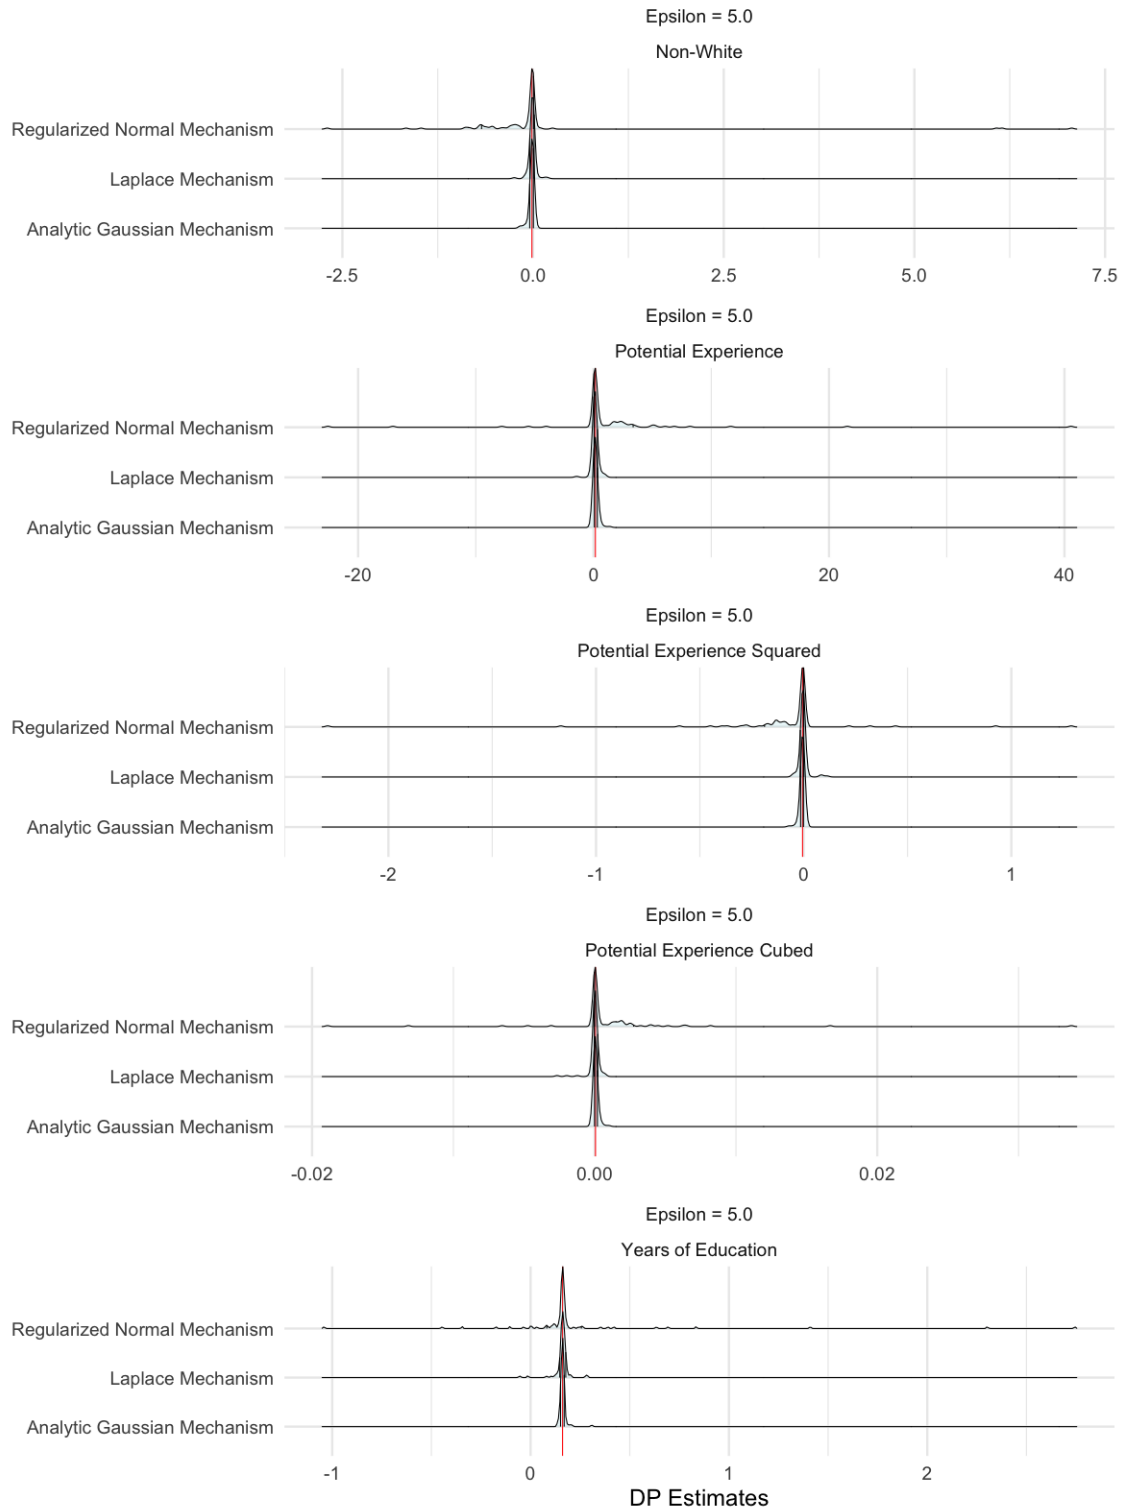 Epsilon = 5.0
Non-White
Regularized Normal Mechanism
Laplace Mechanism
Analytic Gaussian Mechanism
-2.5 0.0 2.5 5.0 7.5
Epsilon = 5.0
Potential Experience
Regularized Normal Mechanism
Laplace Mechanism
Analytic Gaussian Mechanism
-20 0 20 40
Epsilon = 5.0
Potential Experience Squared
Regularized Normal Mechanism
Laplace Mechanism
Analytic Gaussian Mechanism
-2 -1 0 1
Epsilon = 5.0
Potential Experience Cubed
Regularized Normal Mechanism
Laplace Mechanism
Analytic Gaussian Mechanism
-0.02 0.00 0.02
Epsilon = 5.0
Years of Education
Regularized Normal Mechanism
Laplace Mechanism
Analytic Gaussian Mechanism
-1 0 1 2
DP Estimates